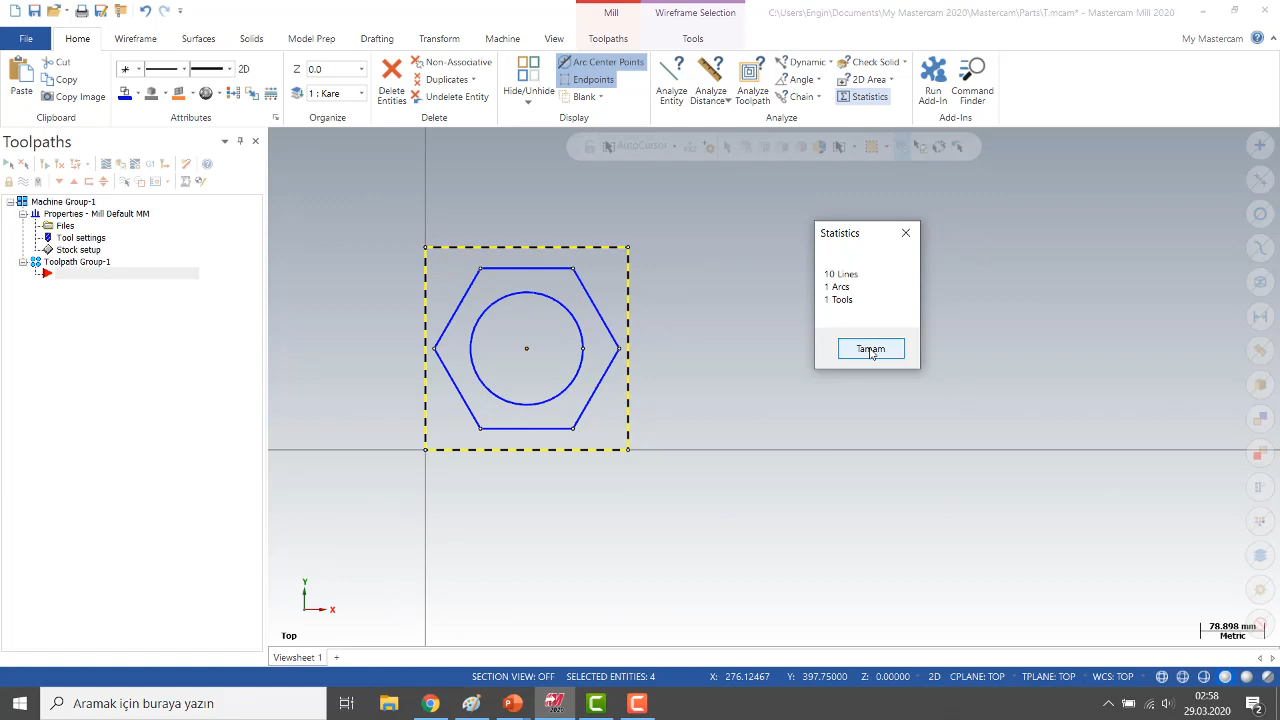 Mill
Wireframe Selection
C:\Users\Engin\Documents\My Mastercam 2020\Mastercam\Parts\T.mcam* - Mastercam Mill 2020
File
Home
Wireframe
Surfaces
Solids
Model Prep
Drafting
Transform
Machine
View
Toolpaths
Tools
My Mastercam
Paste
Cut
Copy
Copy Image
Clipboard
2D
Attributes
Z 0.0
1 : Kare
Organize
Delete Entities
Non-Associative
Duplicates
Undelete Entity
Delete
Hide/Unhide
Arc Center Points
Endpoints
Blank
Display
Analyze Entity
Analyze Distance
Analyze Toolpath
Dynamic
Angle
Chain
Check Solid
2D Area
Statistics
Analyze
Run Add-In
Command Finder
Add-Ins
Toolpaths
G1
Machine Group-1
Properties - Mill Default MM
Files
Tool settings
Stock setup
Toolpath Group-1
AutoCursor
Statistics
10 Lines
1 Arcs
1 Tools
Tamam
Y
X
Top
78.898 mm
Metric
Viewsheet 1
SECTION VIEW: OFF SELECTED ENTITIES: 4 X: 276.12467 Y: 397.75000 Z: 0.00000 2D CPLANE: TOP TPLANE: TOP WCS: TOP
Aramak için buraya yazın
2020
02:58
29.03.2020
2